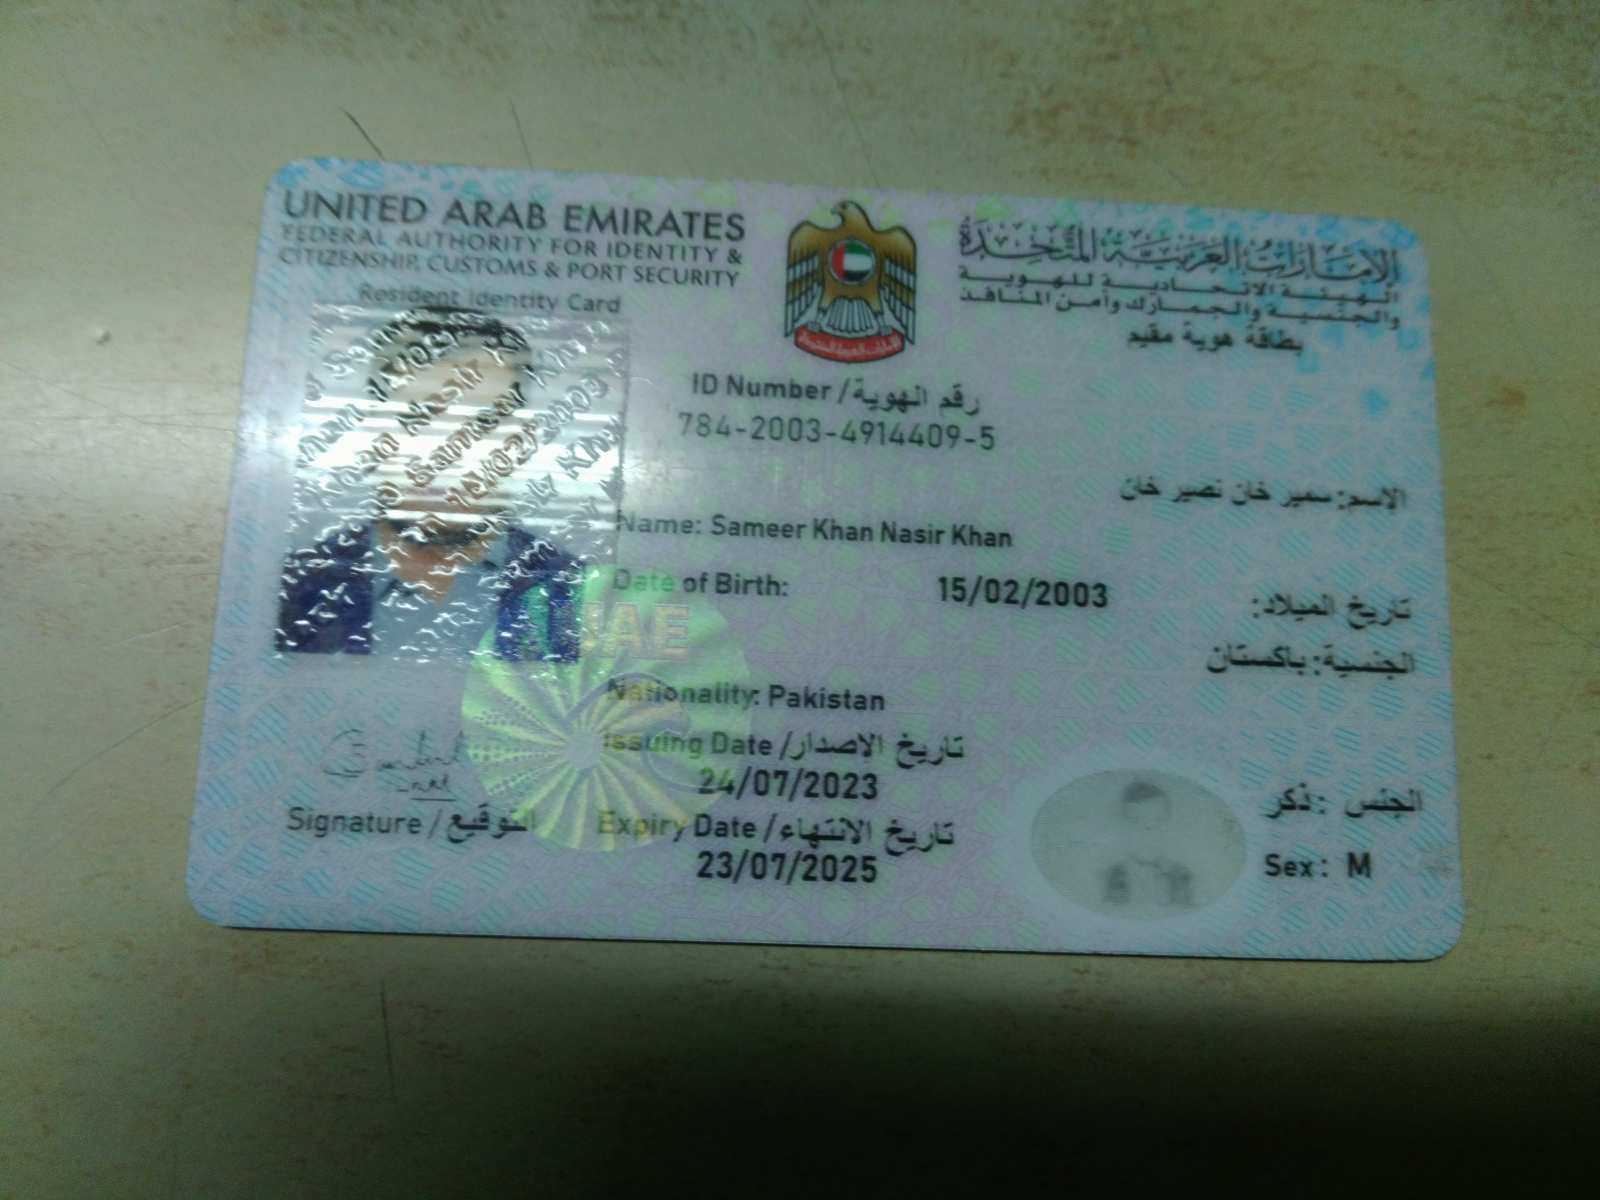 UNITED ARAB EMIRATES
FEDERAL AUTHORITY FOR IDENTITY &
CITIZENSHIP, CUSTOMS & PORT SECURITY
Resident Identity Card
الإمارات العربية المتحدة
الهيئة الاتحادية للهوية
والجنسية والجمارك وأمن المنافذ
بطاقة هوية مقيم
ID Number / رقم الهوية
784-2003-4914409-5
الاسم: سمير خان نصير خان
Name: Sameer Khan Nasir Khan
Date of Birth: 15/02/2003 تاريخ الميلاد:
UAE
الجنسية: باكستان
Nationality: Pakistan
Issuing Date / تاريخ الاصدار
24/07/2023
Expiry Date / تاريخ الانتهاء
23/07/2025
الجنس : ذكر
Sex : M
Signature / التوقيع